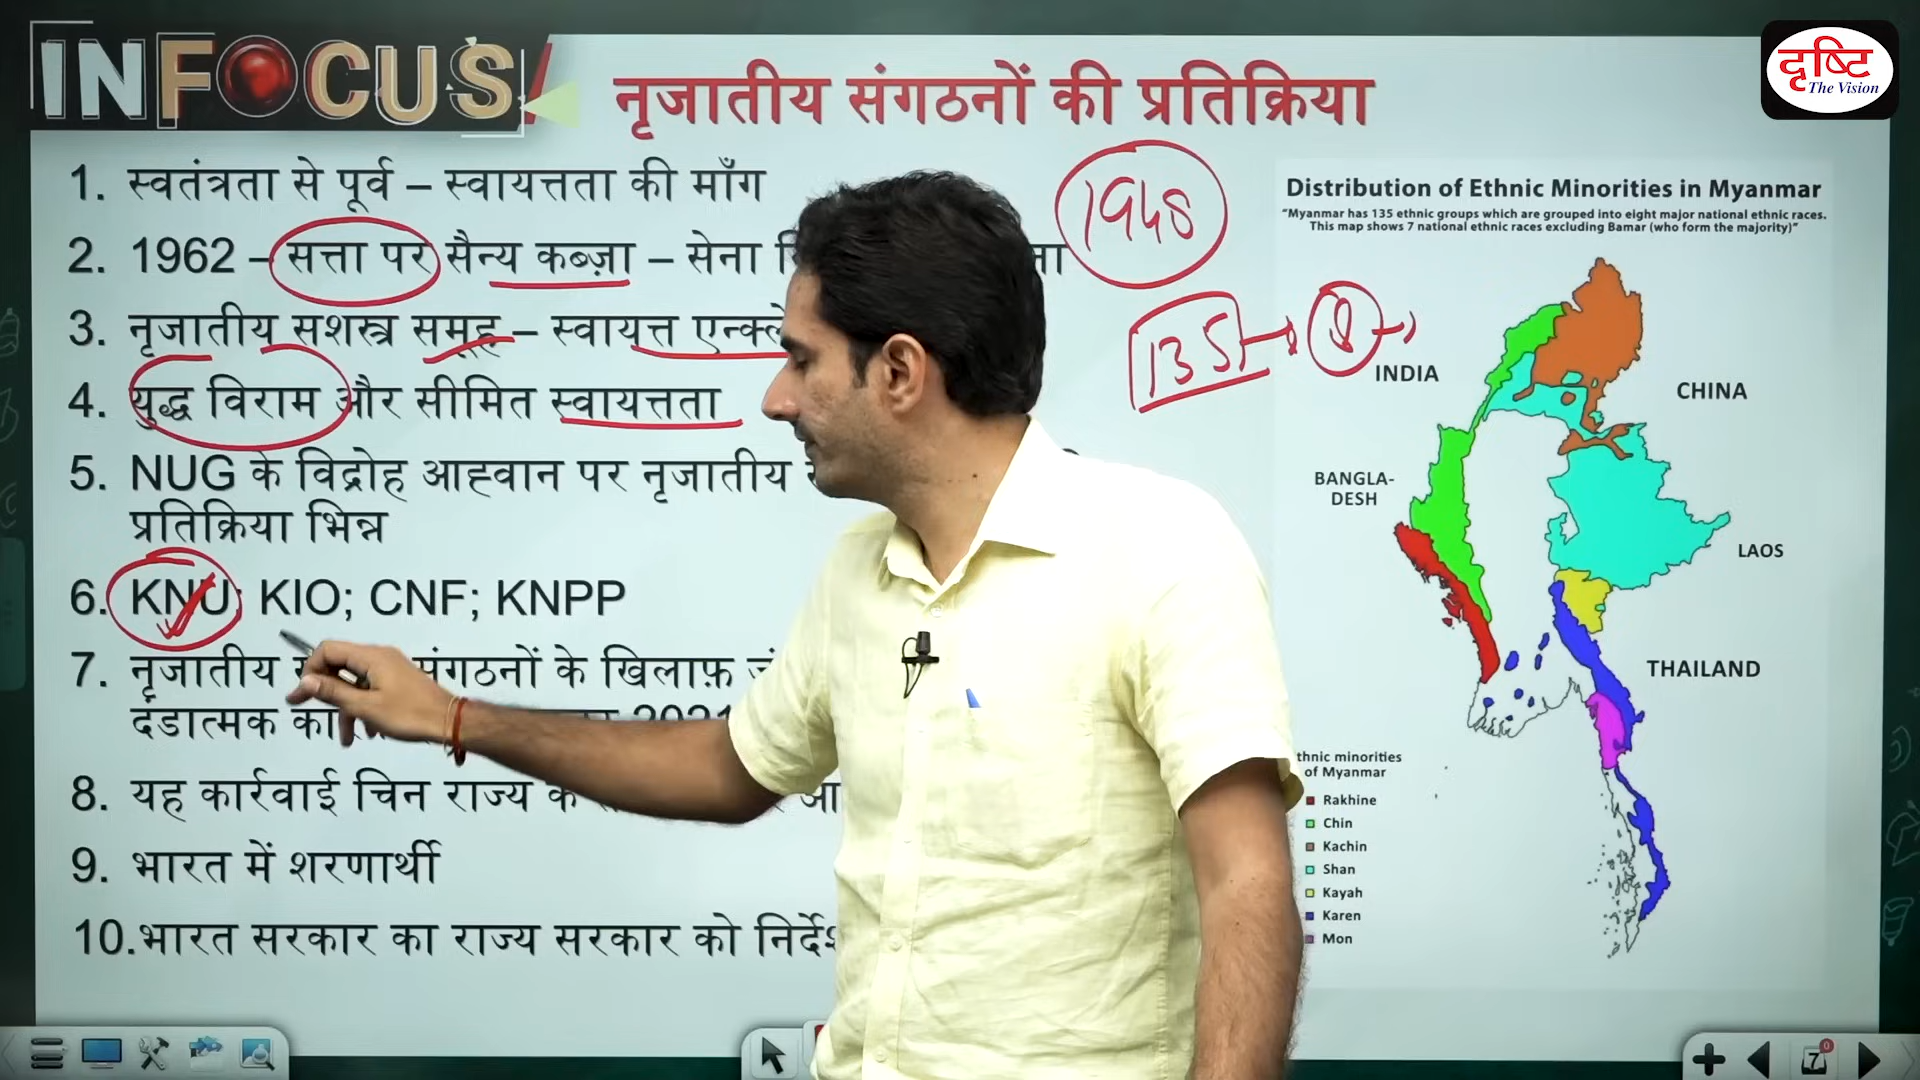 INFOCUS
नृजातीय संगठनों की प्रतिक्रिया
दृष्टि
The Vision
1. स्वतंत्रता से पूर्व – स्वायत्तता की माँग
2. 1962 – सत्ता पर सैन्य कब्ज़ा – सेना
3. नृजातीय सशस्त्र समूह – स्वायत्त
4. युद्ध विराम और सीमित स्वायत्तता
5. NUG के विद्रोह आह्वान पर नृजातीय
प्रतिक्रिया भिन्न
6. KNU; KIO; CNF; KNPP
7. नृजातीय संगठनों के खिलाफ़
दंडात्मक 2021
8. यह कार्रवाई चिन राज्य के
9. भारत में शरणार्थी
10.भारत सरकार का राज्य सरकार को
1948
135 → 8
Distribution of Ethnic Minorities in Myanmar
“Myanmar has 135 ethnic groups which are grouped into eight major national ethnic races.
This map shows 7 national ethnic races excluding Bamar (who form the majority)”
INDIA
CHINA
BANGLA-
DESH
LAOS
THAILAND
thnic minorities
of Myanmar
Rakhine
Chin
Kachin
Shan
Kayah
Karen
Mon
7
0